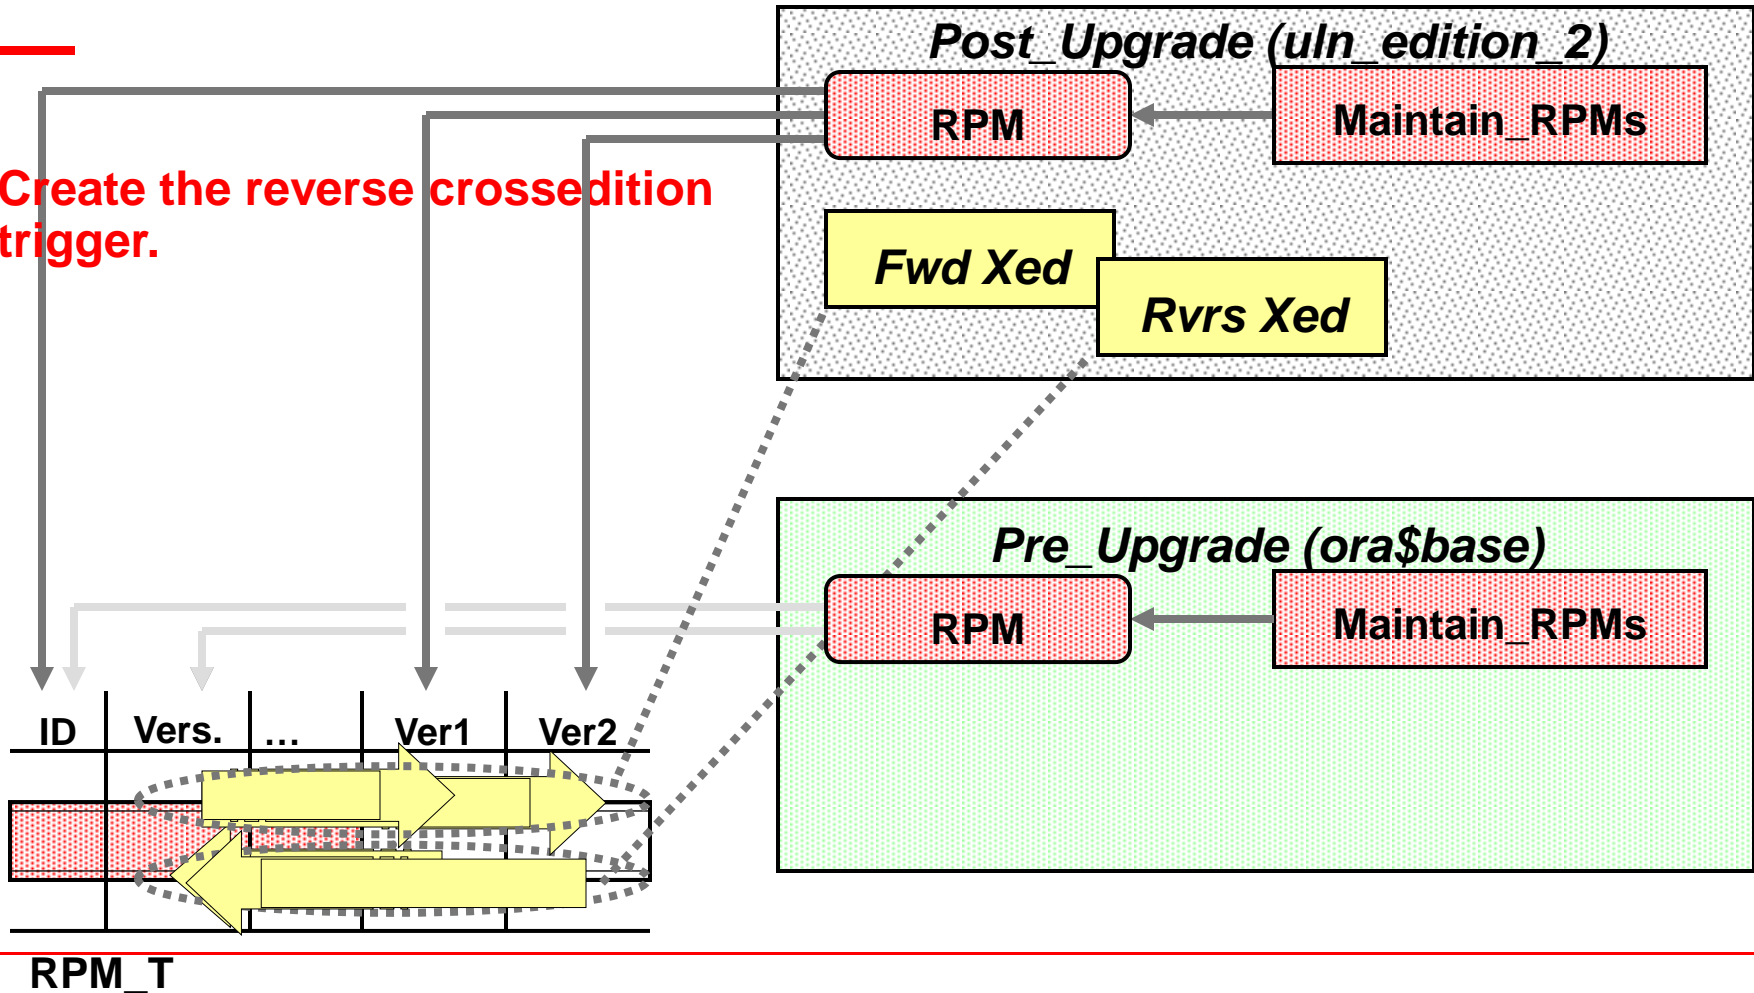 Post_Upgrade (uln_edition_2)
RPM
Maintain_RPMs
Create the reverse crossedition
trigger.
Fwd Xed
Rvrs Xed
Pre_Upgrade (ora$base)
RPM
Maintain_RPMs
ID Vers. ... Ver1 Ver2
RPM_T